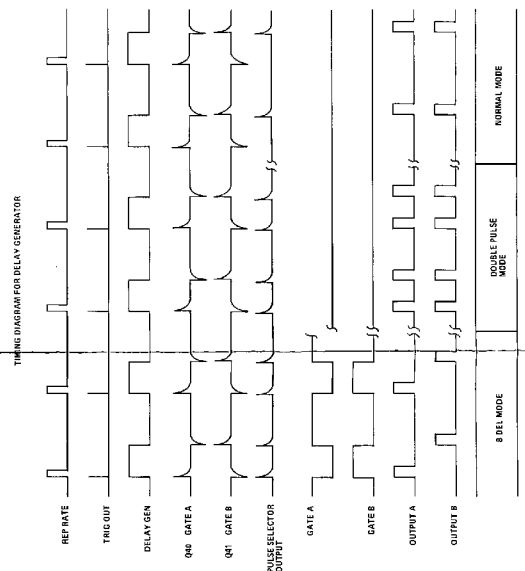 TIMING DIAGRAM FOR DELAY GENERATOR
REP RATE
TRIG OUT
DELAY GEN
Q40 GATE A
Q41 GATE B
PULSE SELECTOR
OUTPUT
GATE A
GATE B
OUTPUT A
OUTPUT B
B DEL MODE
DOUBLE PULSE
MODE
NORMAL MODE